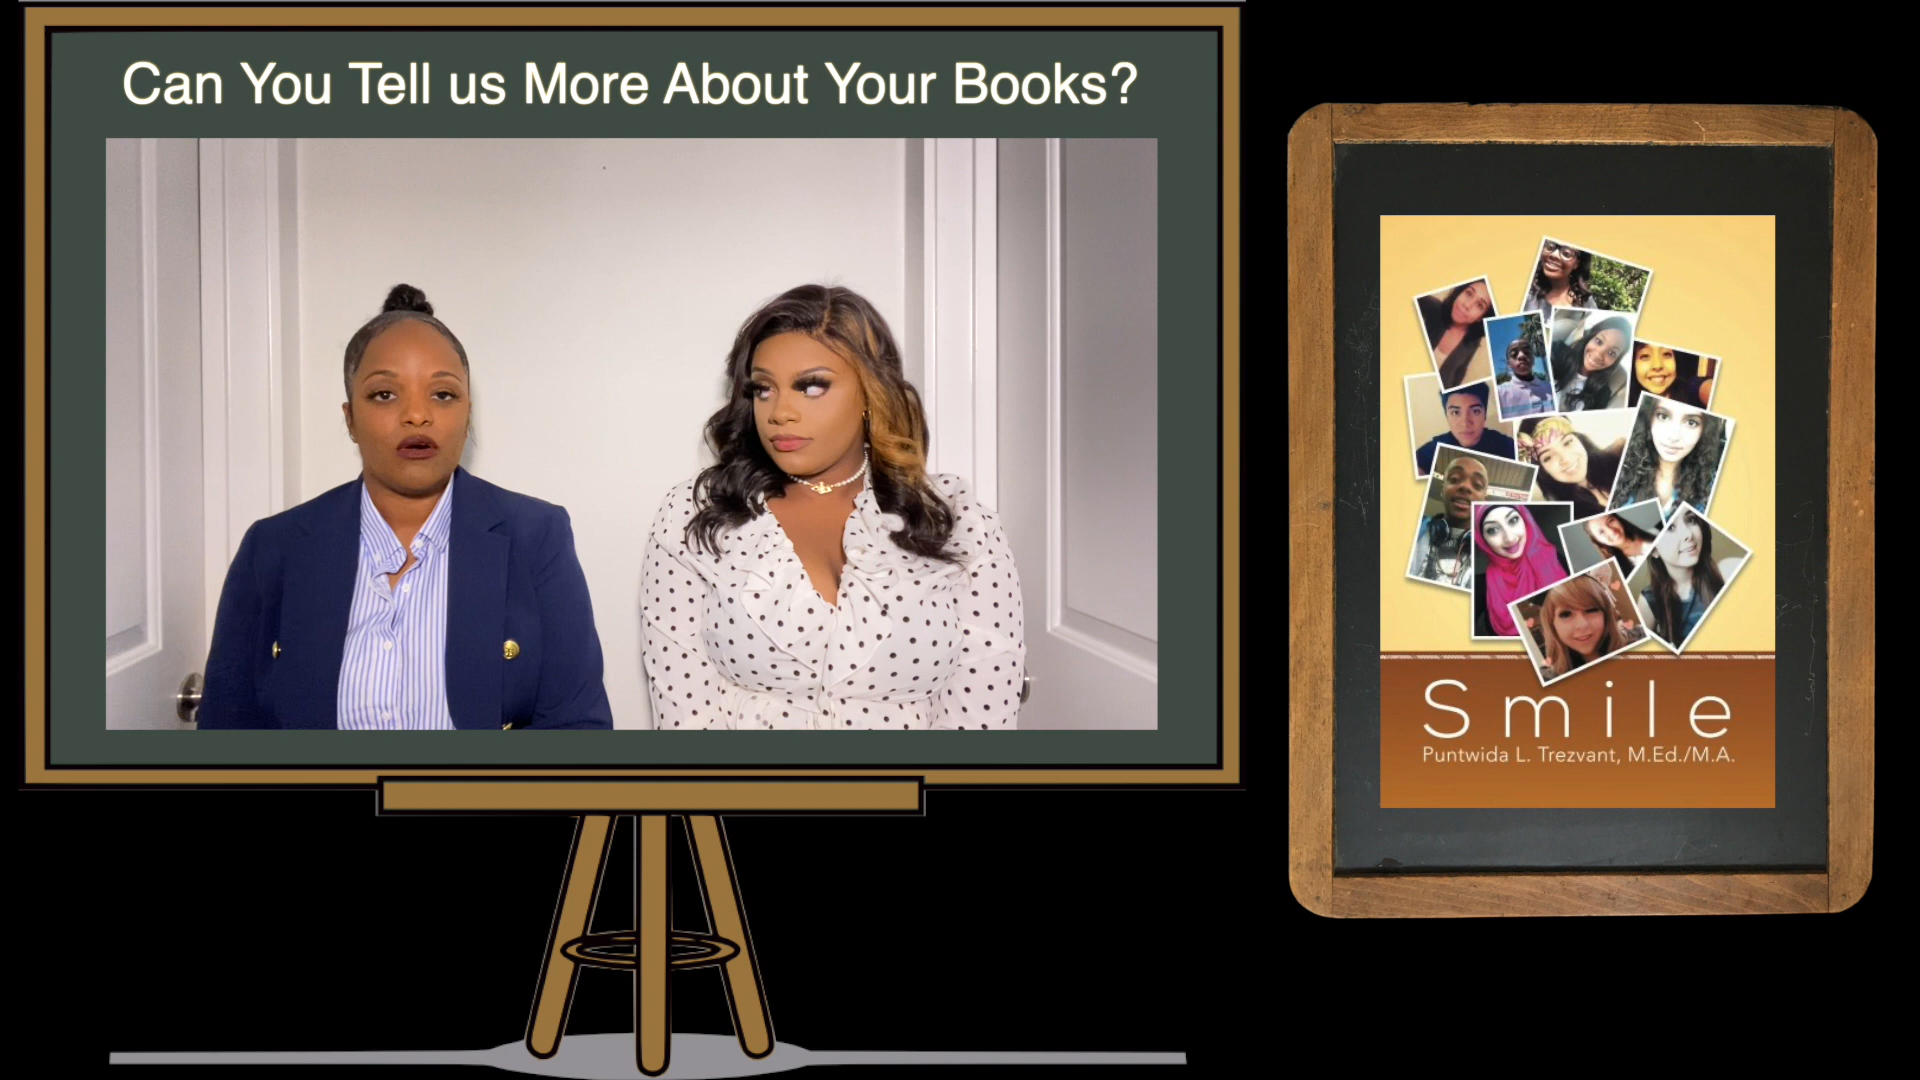 Can You Tell us More About Your Books?
Smile
Puntwida L. Trezvant, M.Ed./M.A.